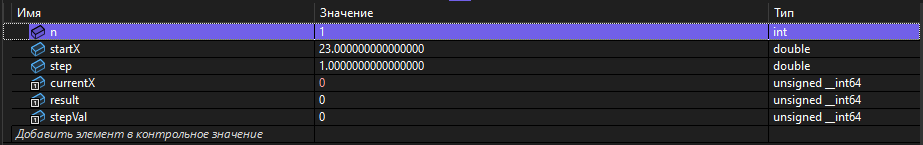 Имя Значение Тип
n 1 int
startX 23.000000000000000 double
step 1.0000000000000000 double
currentX 0 unsigned __int64
result 0 unsigned __int64
stepVal 0 unsigned __int64
Добавить элемент в контрольное значение